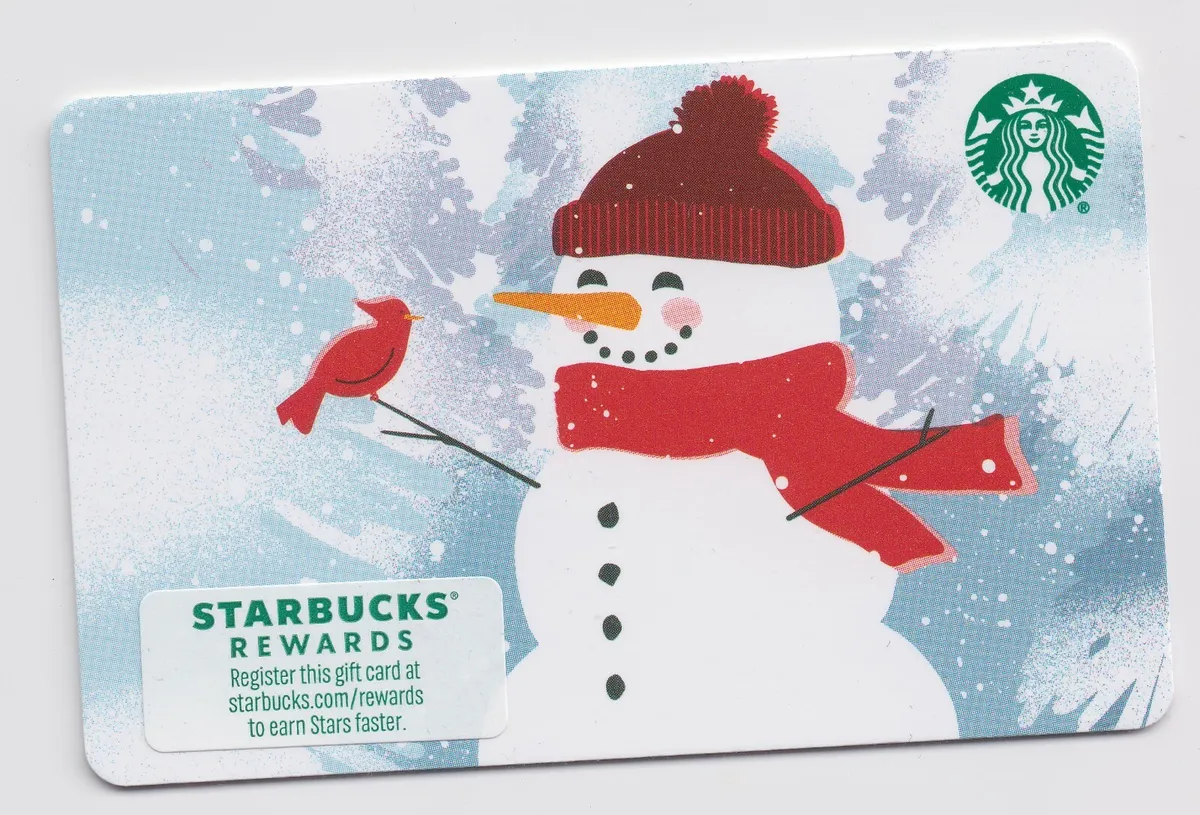 ®
STARBUCKS®
REWARDS
Register this gift card at
starbucks.com/rewards
to earn Stars faster.